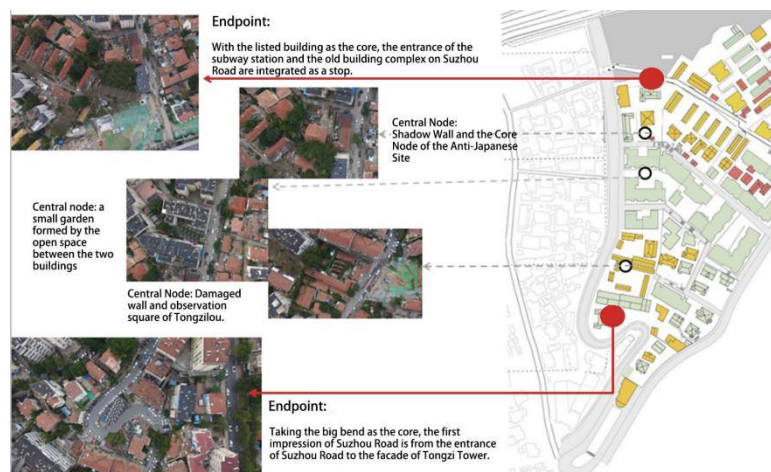 Endpoint:
With the listed building as the core, the entrance of the
subway station and the old building complex on Suzhou
Road are integrated as a stop.
Central Node:
Shadow Wall and the Core
Node of the Anti-Japanese
Site
Central node: a
small garden
formed by the
open space
between the two
buildings
Central Node: Damaged
wall and observation
square of Tongzilou.
Endpoint:
Taking the big bend as the core, the first
impression of Suzhou Road is from the entrance
of Suzhou Road to the facade of Tongzi Tower.